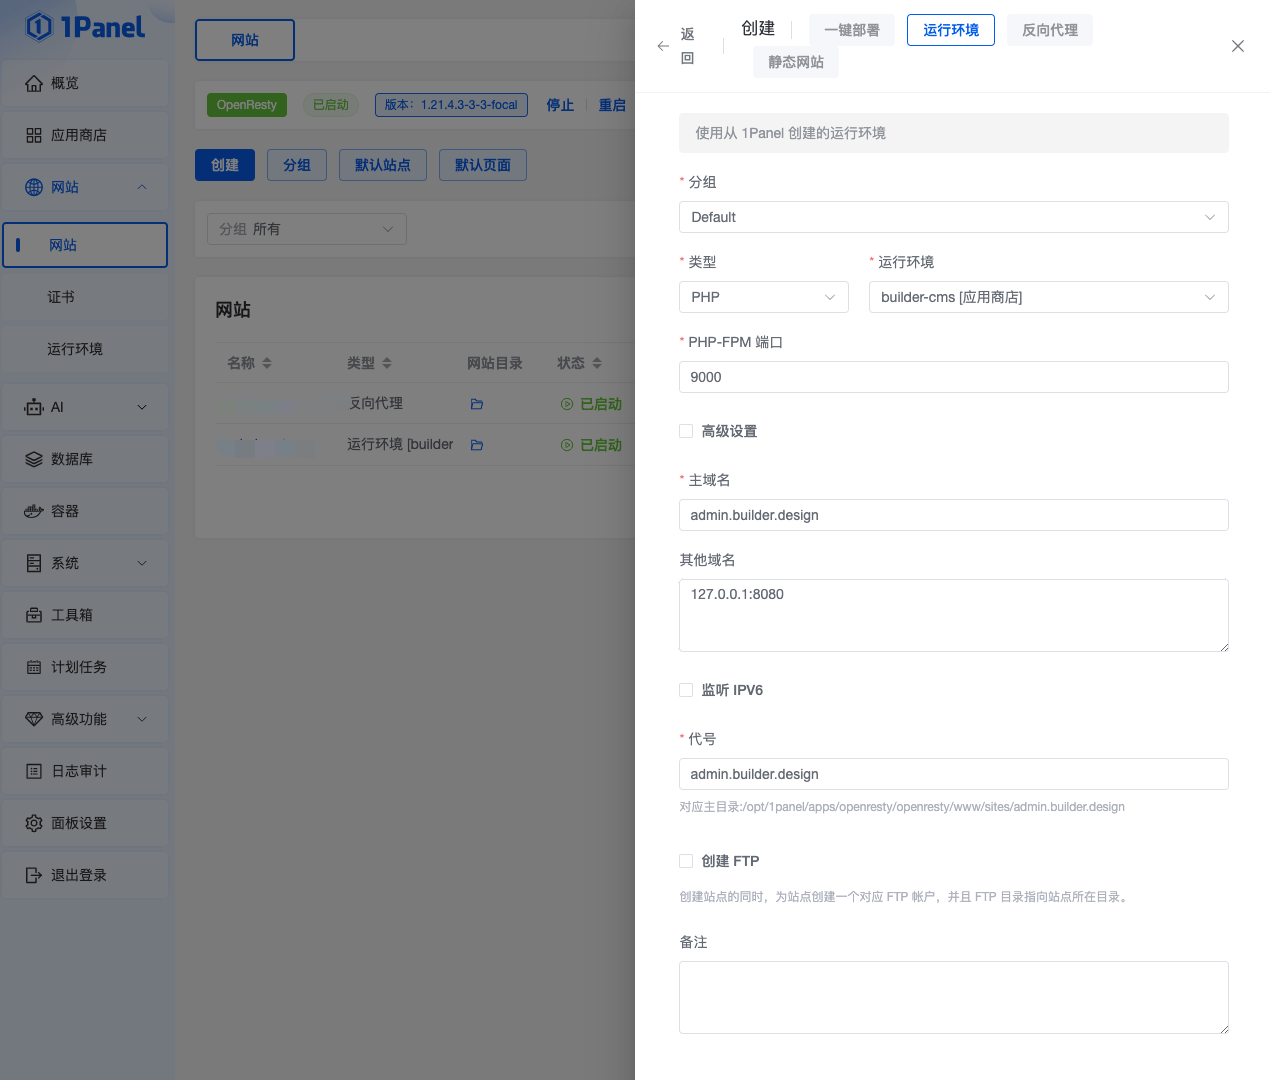 1Panel
概览
应用商店
网站
网站
证书
运行环境
AI
数据库
容器
系统
工具箱
计划任务
高级功能
日志审计
面板设置
退出登录
网站
OpenResty
已启动
版本：1.21.4.3-3-3-focal
停止
重启
创建
分组
默认站点
默认页面
分组 所有
网站
名称 类型 网站目录 状态
反向代理 已启动
运行环境 [builder 已启动
返回
创建
一键部署
运行环境
反向代理
静态网站
使用从 1Panel 创建的运行环境
* 分组
Default
* 类型
PHP
* 运行环境
builder-cms [应用商店]
* PHP-FPM 端口
9000
高级设置
* 主域名
admin.builder.design
其他域名
127.0.0.1:8080
监听 IPV6
* 代号
admin.builder.design
对应主目录:/opt/1panel/apps/openresty/openresty/www/sites/admin.builder.design
创建 FTP
创建站点的同时，为站点创建一个对应 FTP 帐户，并且 FTP 目录指向站点所在目录。
备注